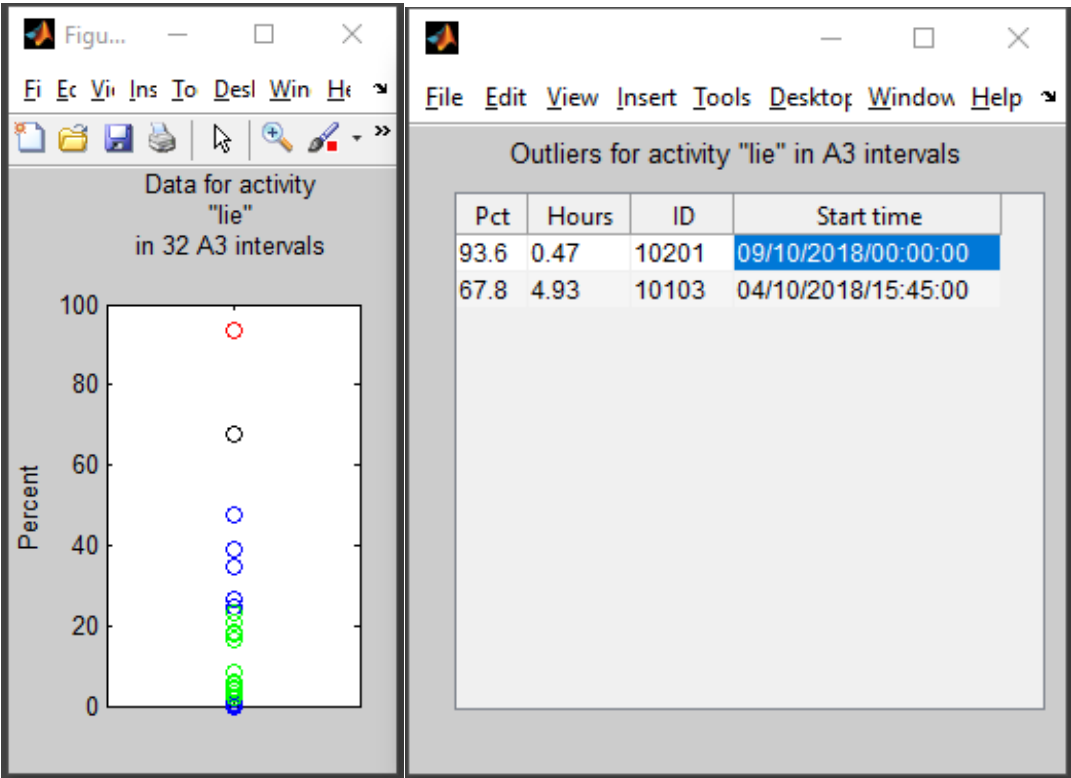 Figu...
Fi Ec Vi Ins To Desl Win He
Data for activity
"lie"
in 32 A3 intervals
100
80
60
40
20
0
Percent
File Edit View Insert Tools Desktop Window Help
Outliers for activity "lie" in A3 intervals
Pct Hours ID Start time
93.6 0.47 10201 09/10/2018/00:00:00
67.8 4.93 10103 04/10/2018/15:45:00